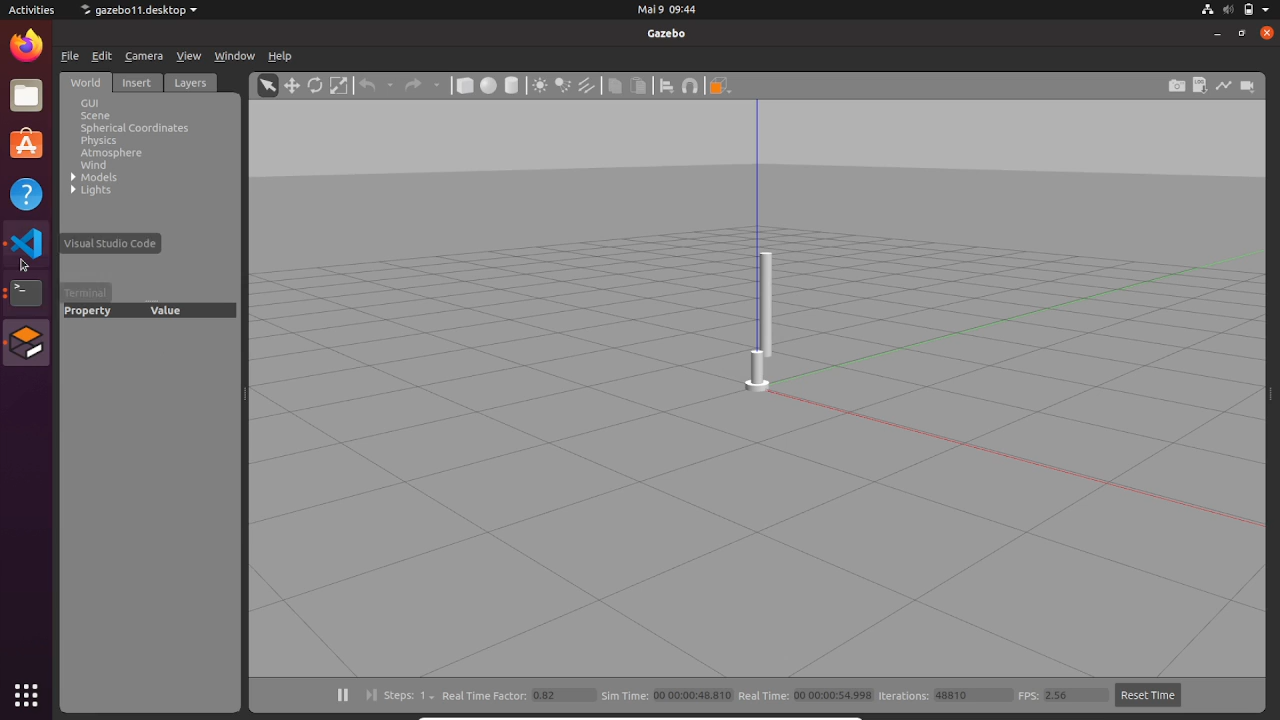 Activities gazebo11.desktop Mai 9 09:44
Gazebo
File Edit Camera View Window Help
World Insert Layers
GUI
Scene
Spherical Coordinates
Physics
Atmosphere
Wind
Models
Lights
Visual Studio Code
Terminal
Property Value
Steps: 1 Real Time Factor: 0.82 Sim Time: 00 00:00:48.810 Real Time: 00 00:00:54.998 Iterations: 48810 FPS: 2.56 Reset Time